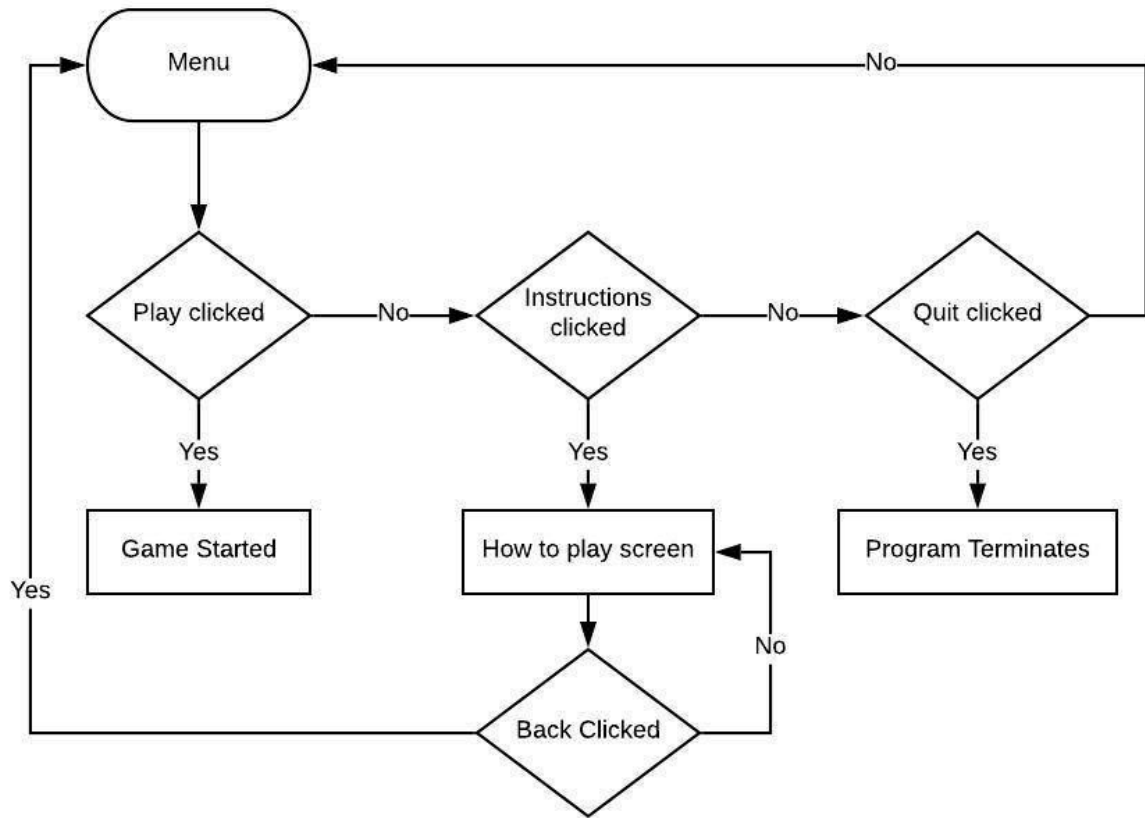 Menu
No
Play clicked
No
Instructions
clicked
No
Quit clicked
Yes
Yes
Yes
Game Started
How to play screen
Program Terminates
Yes
No
Back Clicked